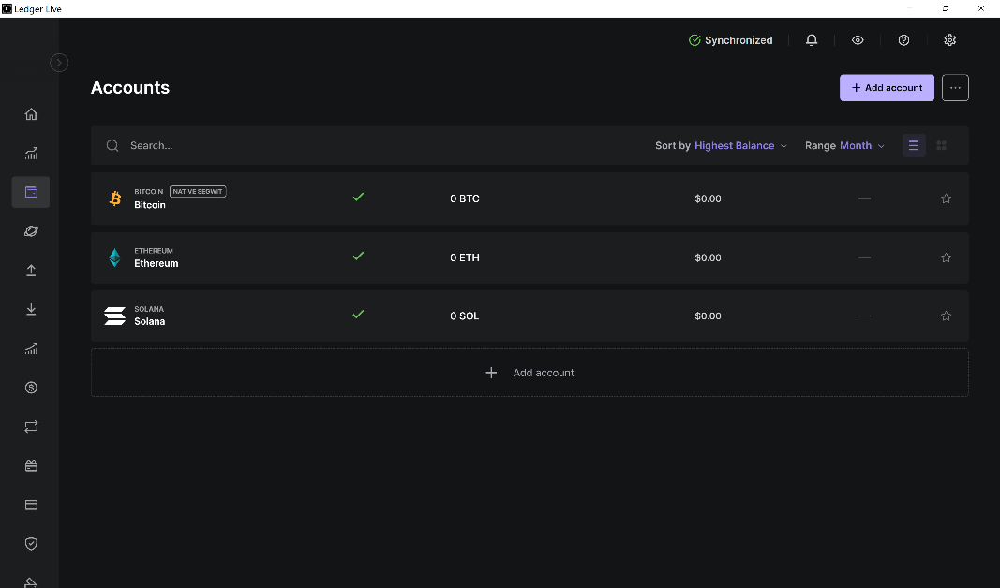 Ledger Live
Synchronized
Accounts
+ Add account
Search...
Sort by Highest Balance
Range Month
BITCOIN NATIVE SEGWIT
Bitcoin
0 BTC
$0.00
—
ETHEREUM
Ethereum
0 ETH
$0.00
—
SOLANA
Solana
0 SOL
$0.00
—
+ Add account